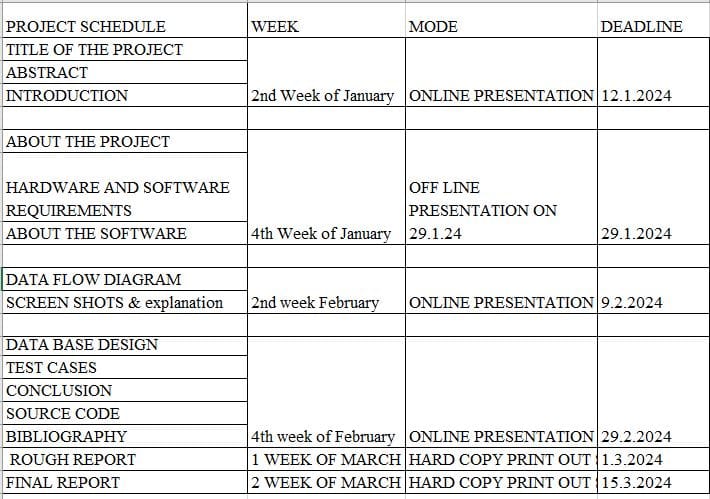 PROJECT SCHEDULE WEEK MODE DEADLINE
TITLE OF THE PROJECT
ABSTRACT
INTRODUCTION 2nd Week of January ONLINE PRESENTATION 12.1.2024
ABOUT THE PROJECT
HARDWARE AND SOFTWARE OFF LINE
REQUIREMENTS PRESENTATION ON
ABOUT THE SOFTWARE 4th Week of January 29.1.24 29.1.2024
DATA FLOW DIAGRAM
SCREEN SHOTS & explanation 2nd week February ONLINE PRESENTATION 9.2.2024
DATA BASE DESIGN
TEST CASES
CONCLUSION
SOURCE CODE
BIBLIOGRAPHY 4th week of February ONLINE PRESENTATION 29.2.2024
ROUGH REPORT 1 WEEK OF MARCH HARD COPY PRINT OUT 1.3.2024
FINAL REPORT 2 WEEK OF MARCH HARD COPY PRINT OUT 15.3.2024